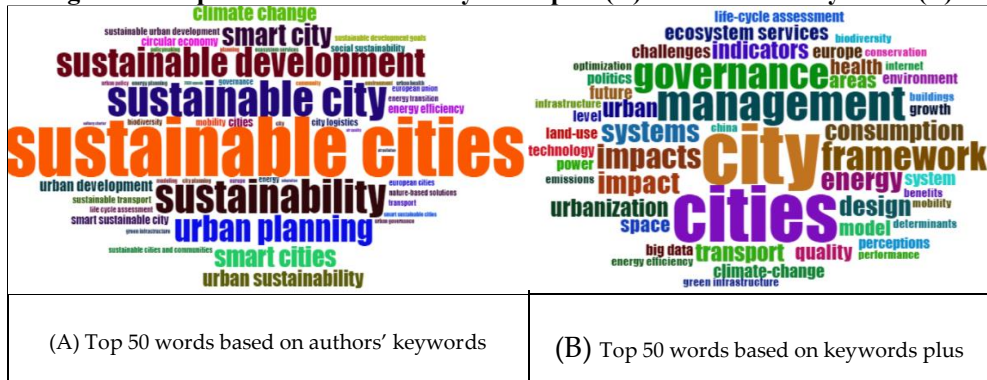 climate change
sustainable urban development
smart city
sustainable development goals
circular economy
social sustainability
sustainable development
governance
european union
sustainable city
energy transition
energy efficiency
biodiversity
mobility
cities
city
city logistics
sustainable cities
urban development
energy
european cities
sustainability
nature-based solutions
sustainable transport
transport
life cycle assessment
smart sustainable city
smart sustainable cities
green infrastructure
urban planning
urban governance
sustainable cities and communities
smart cities
urban sustainability
life-cycle assessment
ecosystem services
biodiversity
challenges
indicators
europe
conservation
optimization
health
internet
politics
governance
areas
environment
future
infrastructure
urban
management
buildings
level
growth
land-use
systems
china
consumption
technology
impacts
city
framework
power
emissions
impact
energy
system
benefits
urbanization
cities
design
mobility
space
model
determinants
big data
transport
quality
perceptions
performance
energy efficiency
climate-change
green infrastructure
(A) Top 50 words based on authors' keywords
(B) Top 50 words based on keywords plus